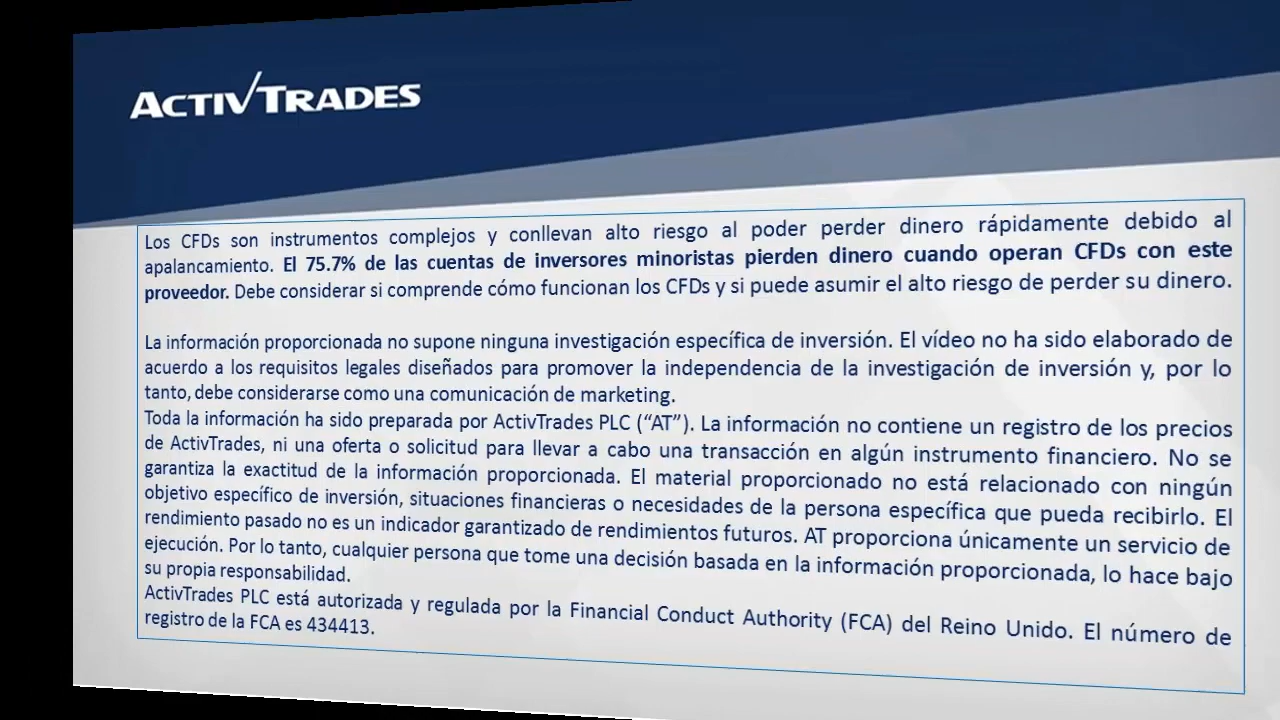 ACTIVTRADES
Los CFDs son instrumentos complejos y conllevan alto riesgo al poder perder dinero rápidamente debido al
apalancamiento. El 75.7% de las cuentas de inversores minoristas pierden dinero cuando operan CFDs con este
proveedor. Debe considerar si comprende cómo funcionan los CFDs y si puede asumir el alto riesgo de perder su dinero.
La información proporcionada no supone ninguna investigación específica de inversión. El vídeo no ha sido elaborado de
acuerdo a los requisitos legales diseñados para promover la independencia de la investigación de inversión y, por lo
tanto, debe considerarse como una comunicación de marketing.
Toda la información ha sido preparada por ActivTrades PLC (“AT”). La información no contiene un registro de los precios
de ActivTrades, ni una oferta o solicitud para llevar a cabo una transacción en algún instrumento financiero. No se
garantiza la exactitud de la información proporcionada. El material proporcionado no está relacionado con ningún
objetivo específico de inversión, situaciones financieras o necesidades de la persona específica que pueda recibirlo. El
rendimiento pasado no es un indicador garantizado de rendimientos futuros. AT proporciona únicamente un servicio de
ejecución. Por lo tanto, cualquier persona que tome una decisión basada en la información proporcionada, lo hace bajo
su propia responsabilidad.
ActivTrades PLC está autorizada y regulada por la Financial Conduct Authority (FCA) del Reino Unido. El número de
registro de la FCA es 434413.